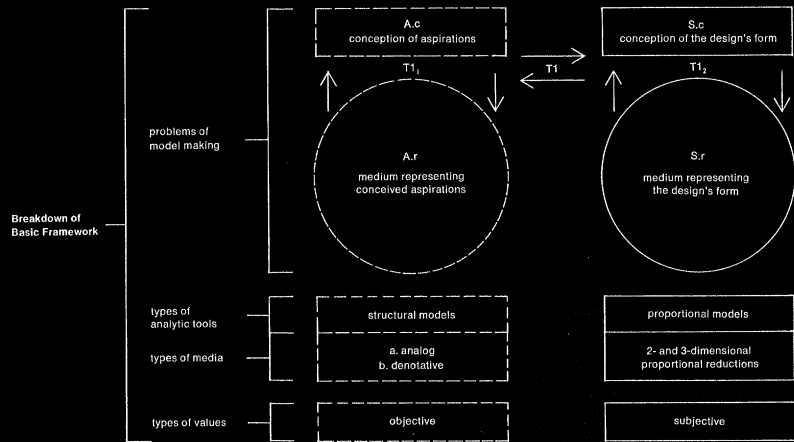 A.c
conception of aspirations
S.c
conception of the design's form
T1₁
T1
T1₂
problems of
model making
A.r
medium representing
conceived aspirations
S.r
medium representing
the design's form
Breakdown of
Basic Framework
types of
analytic tools
structural models
proportional models
types of media
a. analog
b. denotative
2- and 3-dimensional
proportional reductions
types of values
objective
subjective